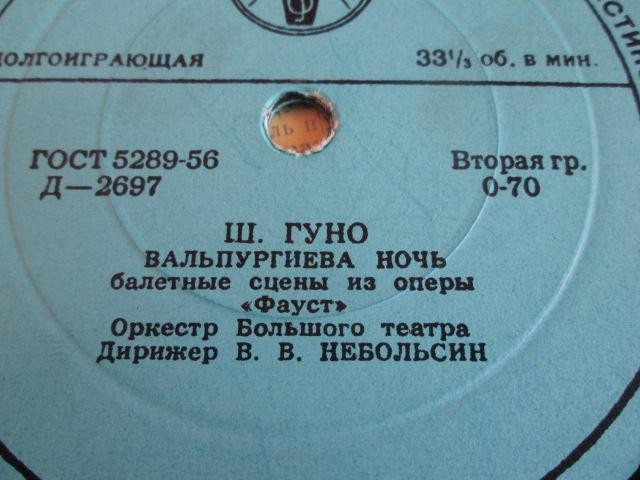 ДОЛГОИГРАЮЩАЯ
33⅓ об. в мин.
ГОСТ 5289-56
Вторая гр.
Д—2697
0-70
Ш. ГУНО
ВАЛЬПУРГИЕВА НОЧЬ
балетные сцены из оперы
«Фауст»
Оркестр Большого театра
Дирижер В. В. НЕБОЛЬСИН